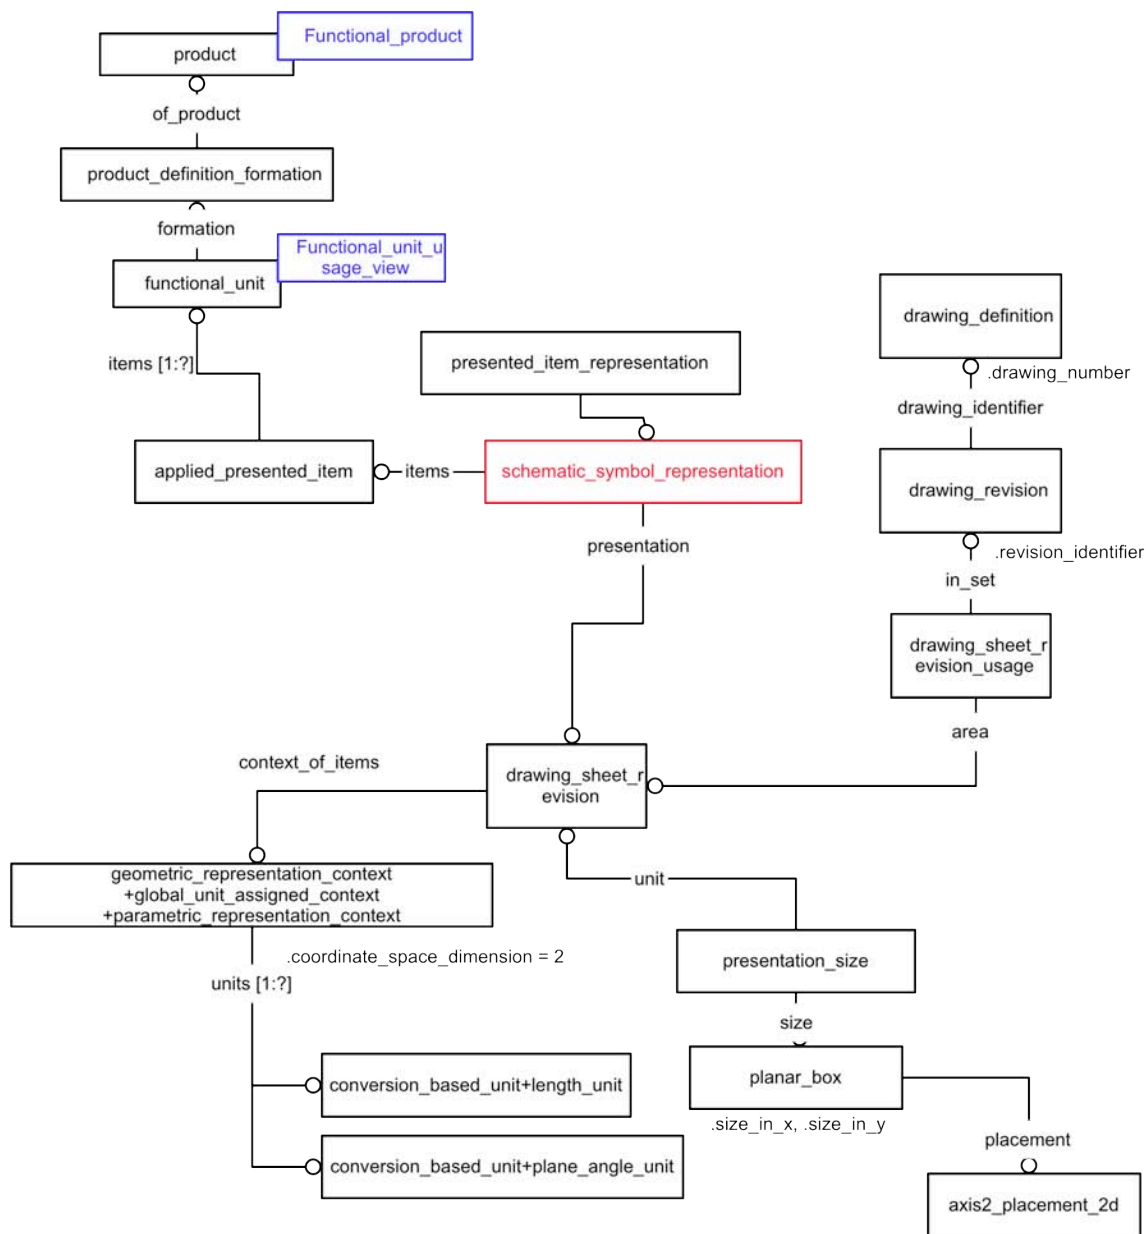 Functional_product
product
of_product
product_definition_formation
formation
Functional_unit_u
sage_view
functional_unit
items [1:?]
presented_item_representation
drawing_definition
.drawing_number
drawing_identifier
applied_presented_item
items
schematic_symbol_representation
drawing_revision
.revision_identifier
presentation
in_set
drawing_sheet_r
evision_usage
area
context_of_items
drawing_sheet_r
evision
geometric_representation_context
+global_unit_assigned_context
+parametric_representation_context
unit
.coordinate_space_dimension = 2
presentation_size
units [1:?]
size
conversion_based_unit+length_unit
planar_box
.size_in_x, .size_in_y
placement
conversion_based_unit+plane_angle_unit
axis2_placement_2d